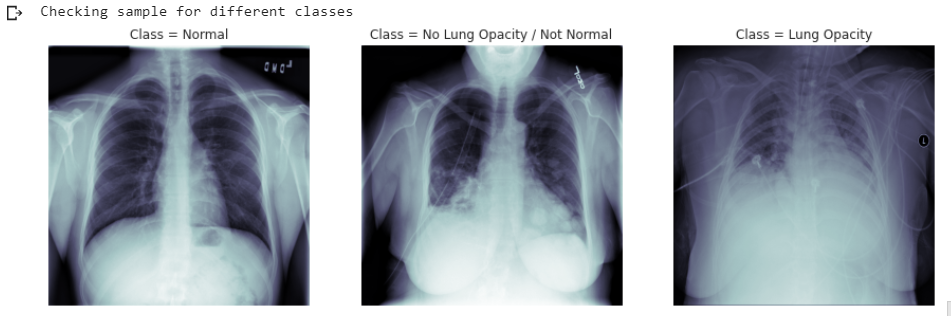 Checking sample for different classes
Class = Normal
Class = No Lung Opacity / Not Normal
Class = Lung Opacity
L